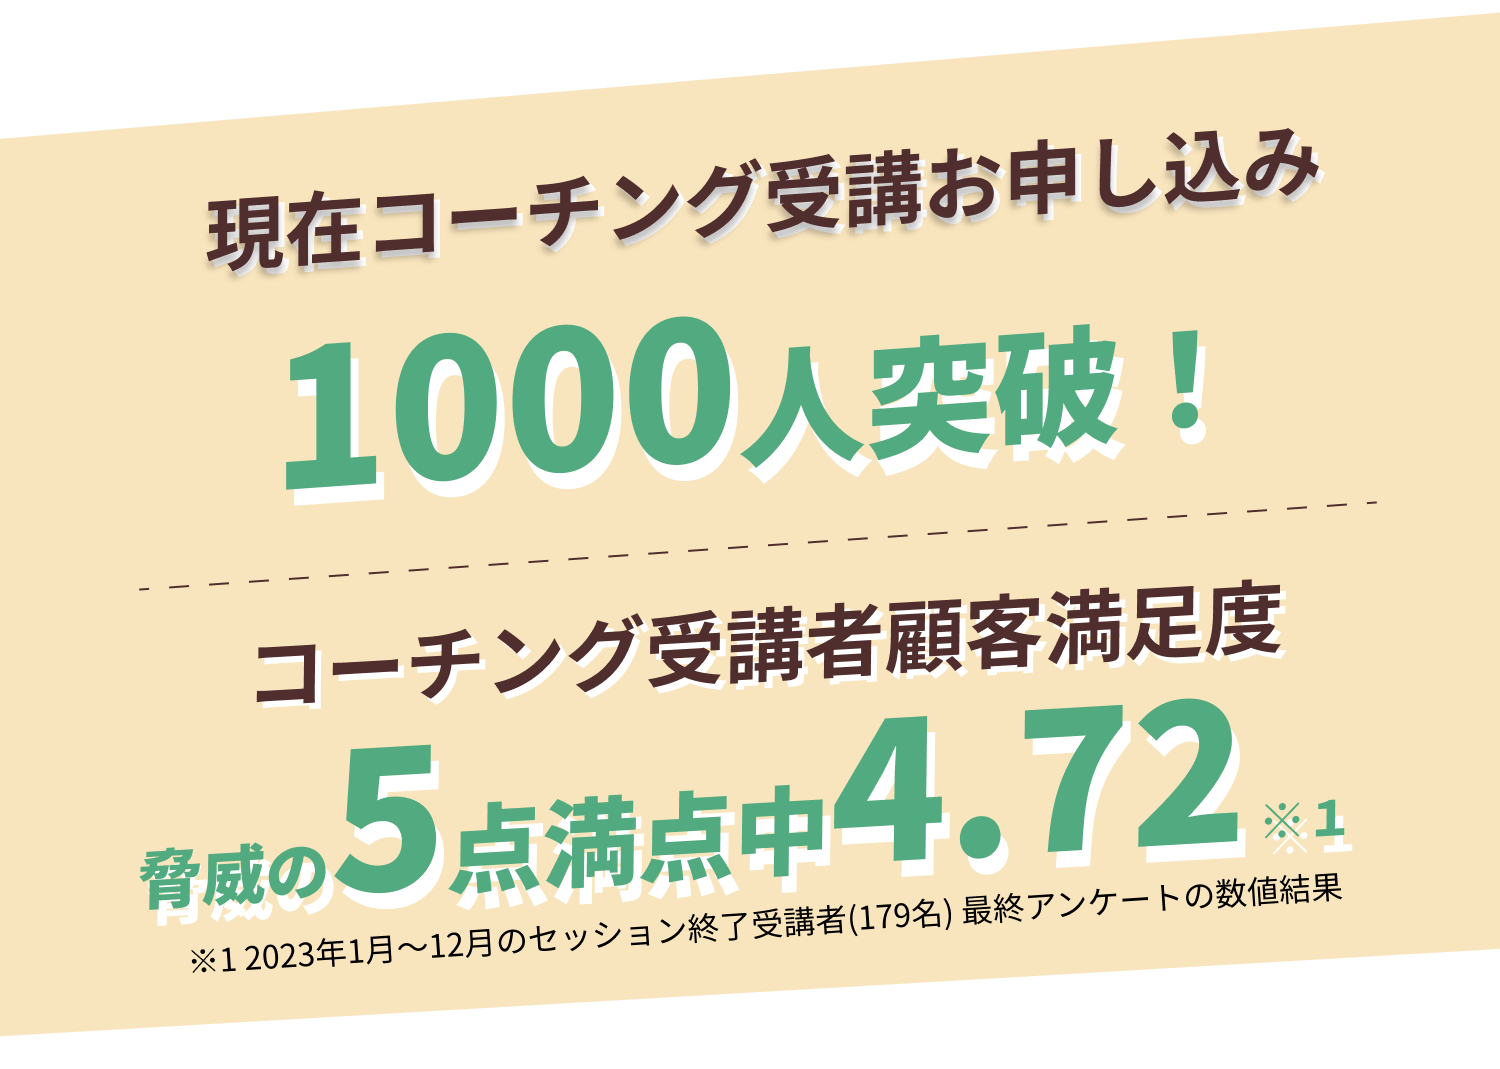 現在コーチング受講お申し込み
1000人突破！
コーチング受講者顧客満足度
脅威の5点満点中4.72※1
※1 2023年1月〜12月のセッション終了受講者(179名) 最終アンケートの数値結果